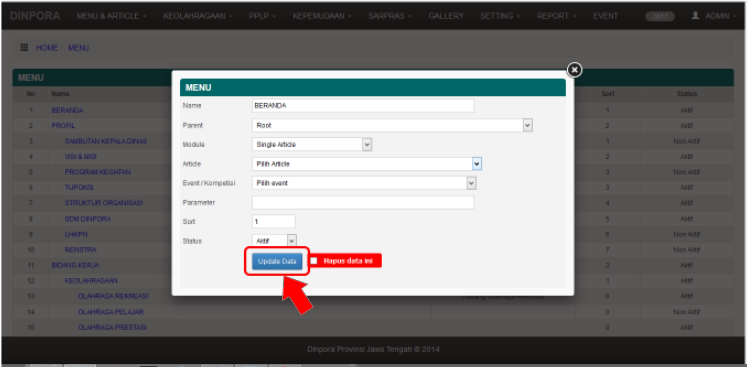 DINPORA MENU & ARTICLE KEOLAHRAGAAN PPLP KEPEMUDAAN SARPRAS GALLERY SETTING REPORT EVENT 2017 ADMIN
HOME MENU
MENU
No Name Sort Status
1 BERANDA 1 Aktif
2 PROFIL 2 Aktif
3 SAMBUTAN KEPALA DINAS 1 Non Aktif
4 VISI & MISI 2 Aktif
5 PROGRAM KEGIATAN 3 Non Aktif
6 TUPOKSI 3 Aktif
7 STRUKTUR ORGANISASI 4 Aktif
8 SDM DINPORA 5 Aktif
9 LHKPN 6 Non Aktif
10 RENSTRA 7 Non Aktif
11 BIDANG KERJA 3 Aktif
12 KEOLAHRAGAAN 1 Aktif
13 OLAHRAGA REKREASI 0 Aktif
14 OLAHRAGA PELAJAR 0 Non Aktif
15 OLAHRAGA PRESTASI 0 Aktif
MENU
Name BERANDA
Parent Root
Module Single Article
Article Pilih Article
Event / Kompetisi Pilih event
Parameter
Sort 1
Status Aktif
Update Data Hapus data ini
Dinpora Provinsi Jawa Tengah © 2014